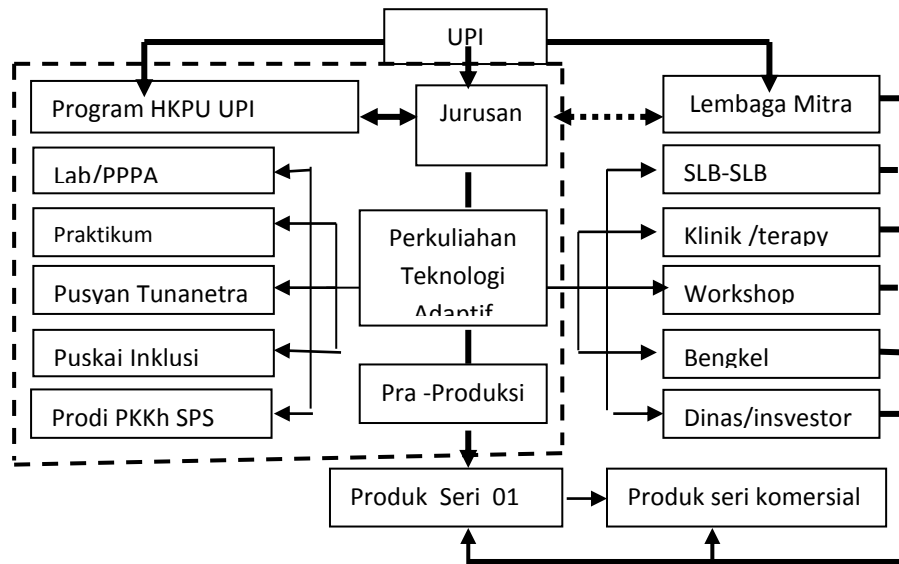 UPI
Program HKPU UPI
Jurusan
Lembaga Mitra
Lab/PPPA
SLB-SLB
Praktikum
Perkuliahan
Teknologi
Adaptif
Klinik /terapy
Pusyan Tunanetra
Workshop
Puskai Inklusi
Bengkel
Pra -Produksi
Prodi PKKh SPS
Dinas/insvestor
Produk Seri 01
Produk seri komersial